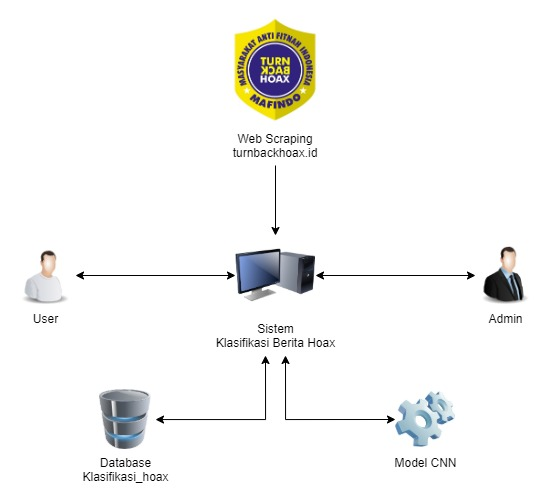 MASYARAKAT ANTI FITNAH INDONESIA
TURN
BACK
HOAX
MAFINDO
Web Scraping
turnbackhoax.id
User
Sistem
Klasifikasi Berita Hoax
Admin
Database
Klasifikasi_hoax
Model CNN